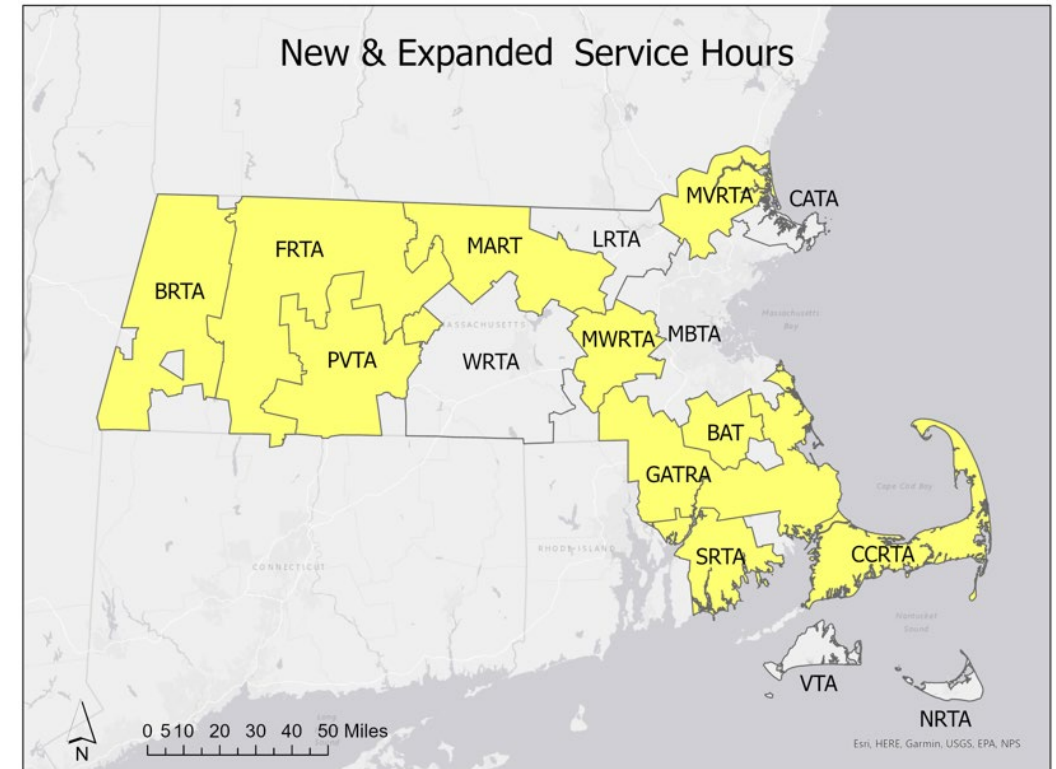 New & Expanded Service Hours
MVRTA
CATA
LRTA
MART
FRTA
BRTA
Massachusetts
Bay
MASSACHUSETTS
MWRTA
MBTA
PVTA
WRTA
BAT
GATRA
Cape Cod Bay
RHODE ISLAND
SRTA
CCRTA
CONNECTICUT
Nantucket
Sound
VTA
NRTA
Long
Sound
N
0 5 10 20 30 40 50 Miles
Esri, HERE, Garmin, USGS, EPA, NPS